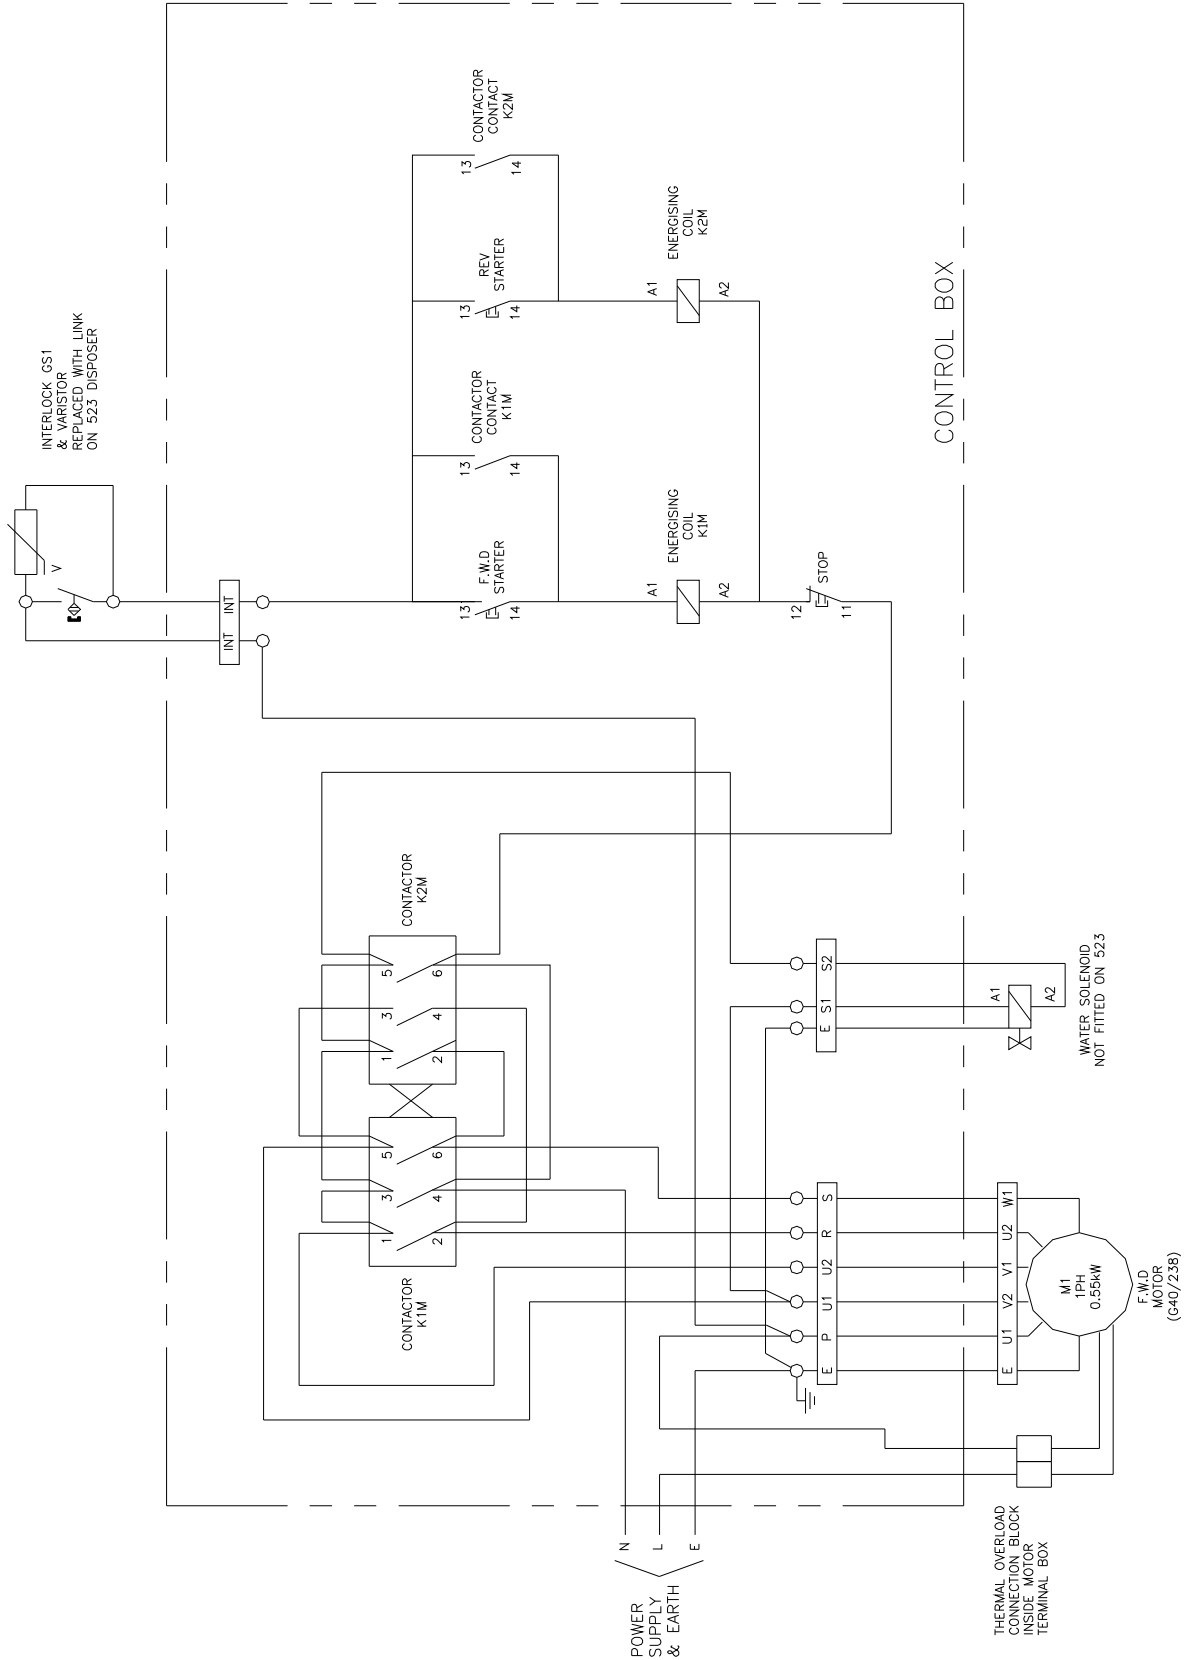 INTERLOCK GS1
& VARISTOR
REPLACED WITH LINK
ON 523 DISPOSER
V
INT
INT
CONTACTOR
CONTACT
K2M
13
14
REV
STARTER
13
14
CONTACTOR
CONTACT
K1M
13
14
F.W.D
STARTER
13
14
ENERGISING
COIL
K2M
A1
A2
ENERGISING
COIL
K1M
A1
A2
STOP
12
11
CONTROL BOX
CONTACTOR
K2M
5
6
3
4
1
2
5
6
3
4
1
2
CONTACTOR
K1M
S2
S1
E
A1
A2
WATER SOLENOID
NOT FITTED ON 523
S
R
U2
U1
P
E
W1
U2
V1
V2
U1
E
M1
1PH
0.55kW
F.W.D
MOTOR
(G40/238)
N
L
E
POWER
SUPPLY
& EARTH
THERMAL OVERLOAD
CONNECTION BLOCK
INSIDE MOTOR
TERMINAL BOX